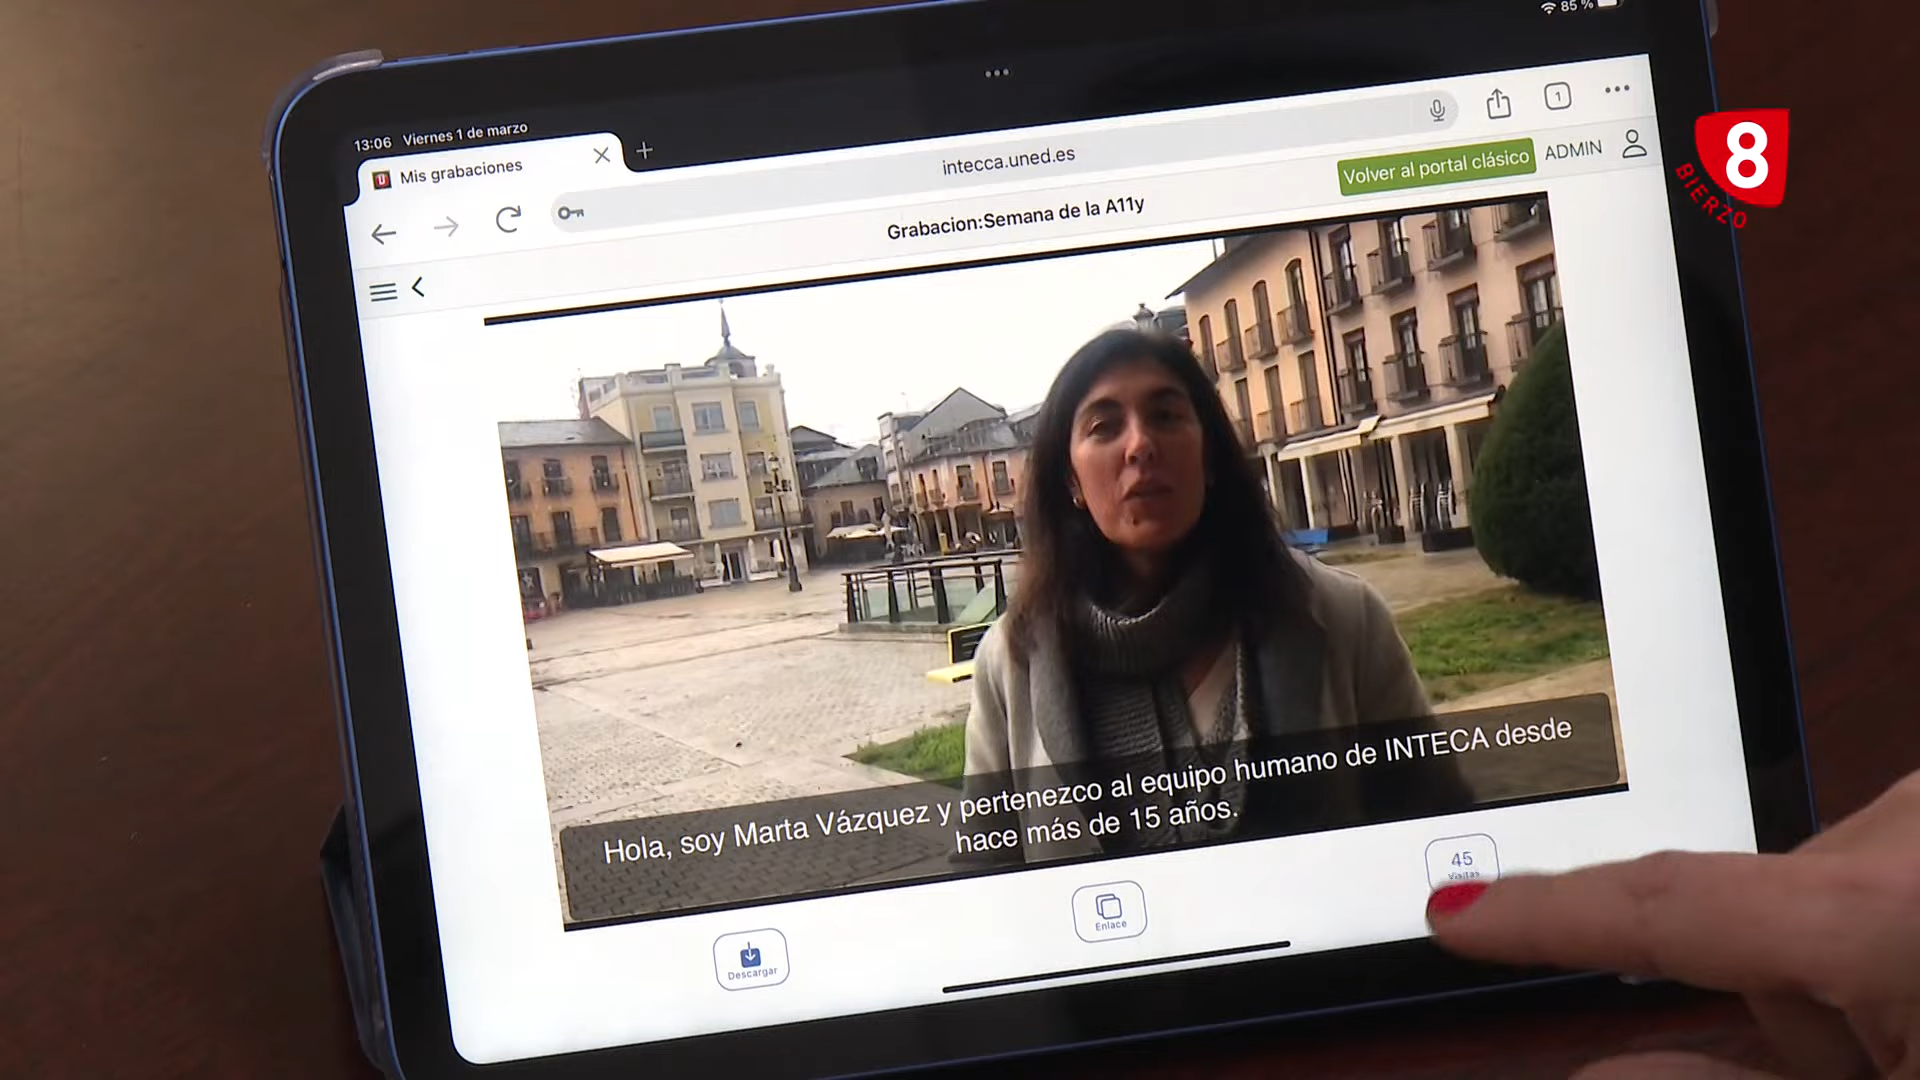 85 %
13:06 Viernes 1 de marzo
Mis grabaciones
intecca.uned.es
1
Grabacion:Semana de la A11y
Volver al portal clásico
ADMIN
8
BIERZO
Hola, soy Marta Vázquez y pertenezco al equipo humano de INTECA desde
hace más de 15 años.
45
Visitas
Enlace
Descargar